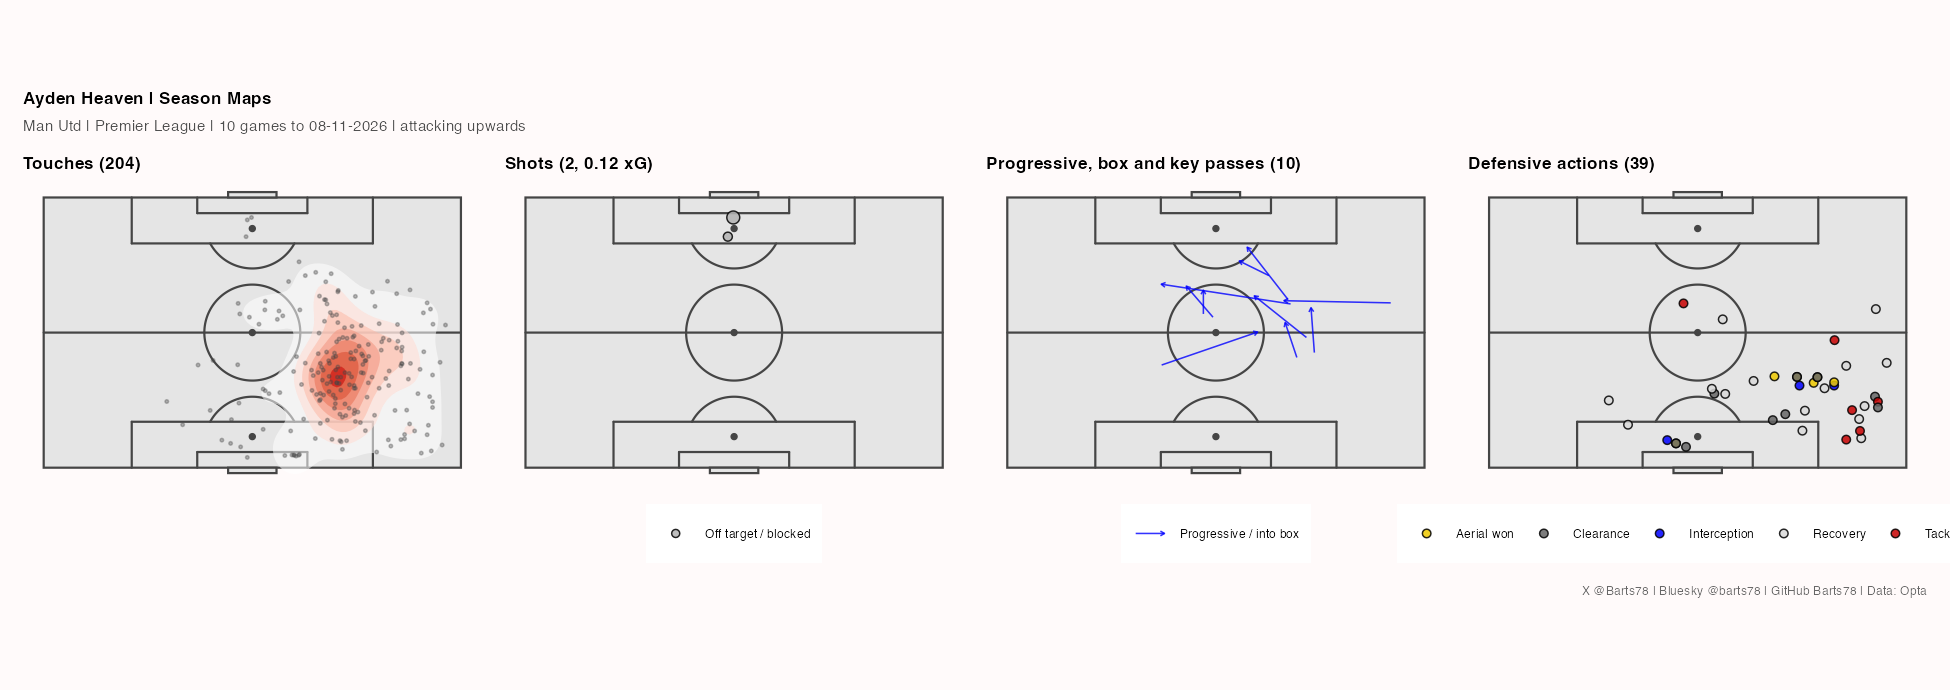 Ayden Heaven | Season Maps
Man Utd | Premier League | 10 games to 08-11-2026 | attacking upwards
Touches (204)
Shots (2, 0.12 xG)
Progressive, box and key passes (10)
Defensive actions (39)
Off target / blocked
Progressive / into box
Aerial won
Clearance
Interception
Recovery
Tack
X @Barts78 | Bluesky @barts78 | GitHub Barts78 | Data: Opta